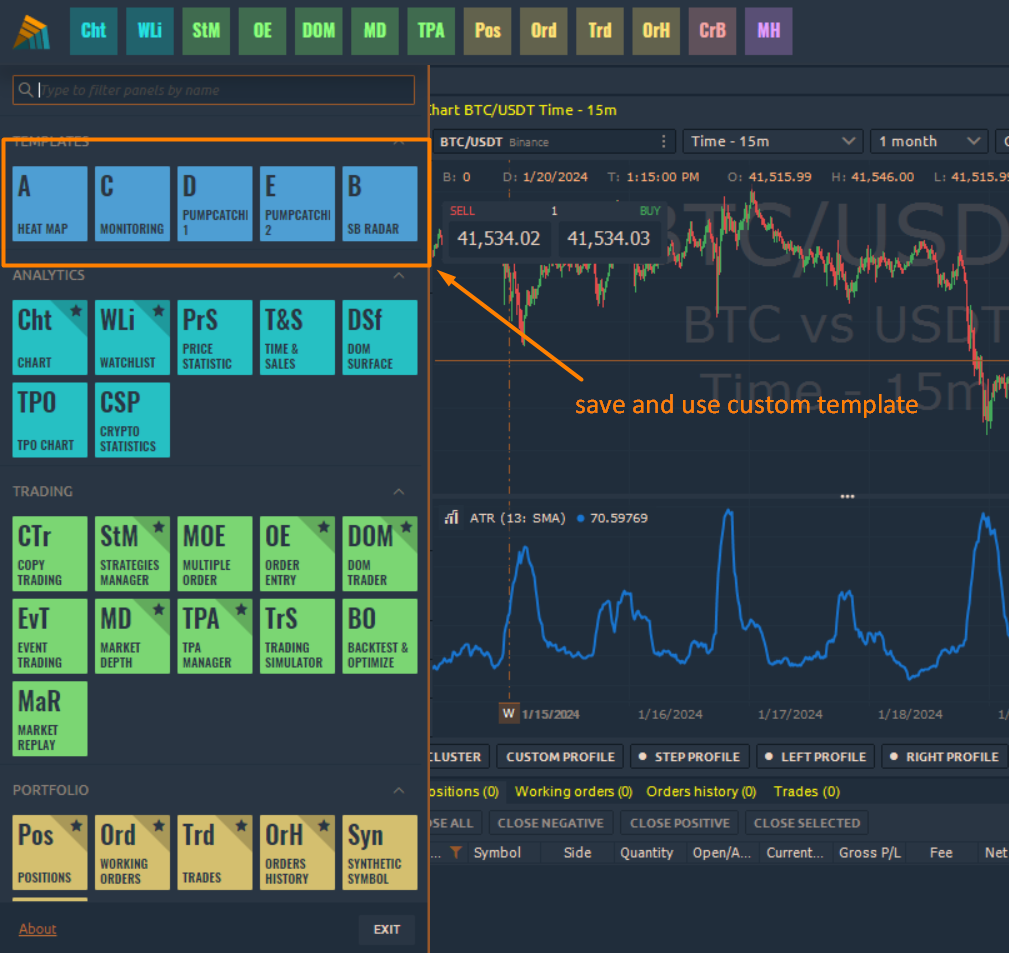 Cht WLi StM OE DOM MD TPA Pos Ord Trd OrH CrB MH
Type to filter panels by name
TEMPLATES
A C D E B
HEAT MAP MONITORING PUMPCATCHI 1 PUMPCATCHI 2 SB RADAR
ANALYTICS
Cht WLi PrS T&S DSf
CHART WATCHLIST PRICE STATISTIC TIME & SALES DOM SURFACE
TPO CSP
TPO CHART CRYPTO STATISTICS
TRADING
CTr StM MOE OE DOM
COPY TRADING STRATEGIES MANAGER MULTIPLE ORDER ORDER ENTRY DOM TRADER
EvT MD TPA TrS BO
EVENT TRADING MARKET DEPTH TPA MANAGER TRADING SIMULATOR BACKTEST & OPTIMIZE
MaR
MARKET REPLAY
PORTFOLIO
Pos Ord Trd OrH Syn
POSITIONS WORKING ORDERS TRADES ORDERS HISTORY SYNTHETIC SYMBOL
About EXIT
Chart BTC/USDT Time - 15m
BTC/USDT Binance Time - 15m 1 month
B: 0 D: 1/20/2024 T: 1:15:00 PM O: 41,515.99 H: 41,546.00 L: 41,515.99
SELL 1 BUY
41,534.02 41,534.03
BTC/USD
BTC vs USDT
Time - 15m
save and use custom template
ATR (13: SMA) 70.59769
W 1/15/2024 1/16/2024 1/17/2024 1/18/2024
CLUSTER CUSTOM PROFILE STEP PROFILE LEFT PROFILE RIGHT PROFILE
ositions (0) Working orders (0) Orders history (0) Trades (0)
OSE ALL CLOSE NEGATIVE CLOSE POSITIVE CLOSE SELECTED
... Symbol Side Quantity Open/A... Current... Gross P/L Fee Net